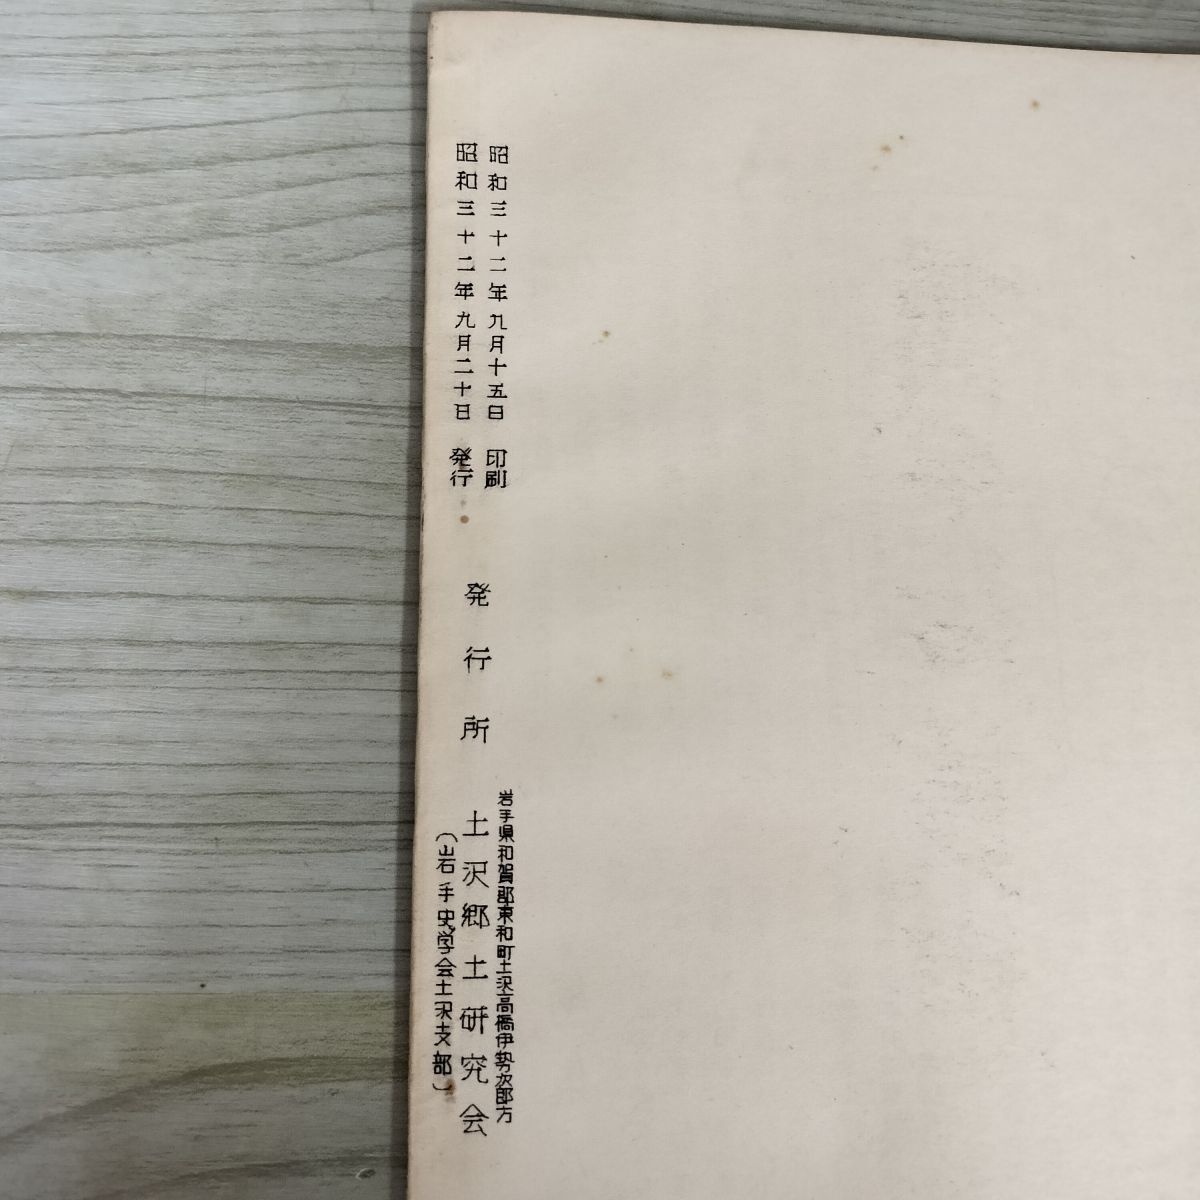 昭和三十二年九月十五日 印刷
昭和三十二年九月二十日 発行
発行所
岩手県和賀郡東和町土沢高橋伊勢次郎方
土沢郷土研究会
(岩手史学会土沢支部)